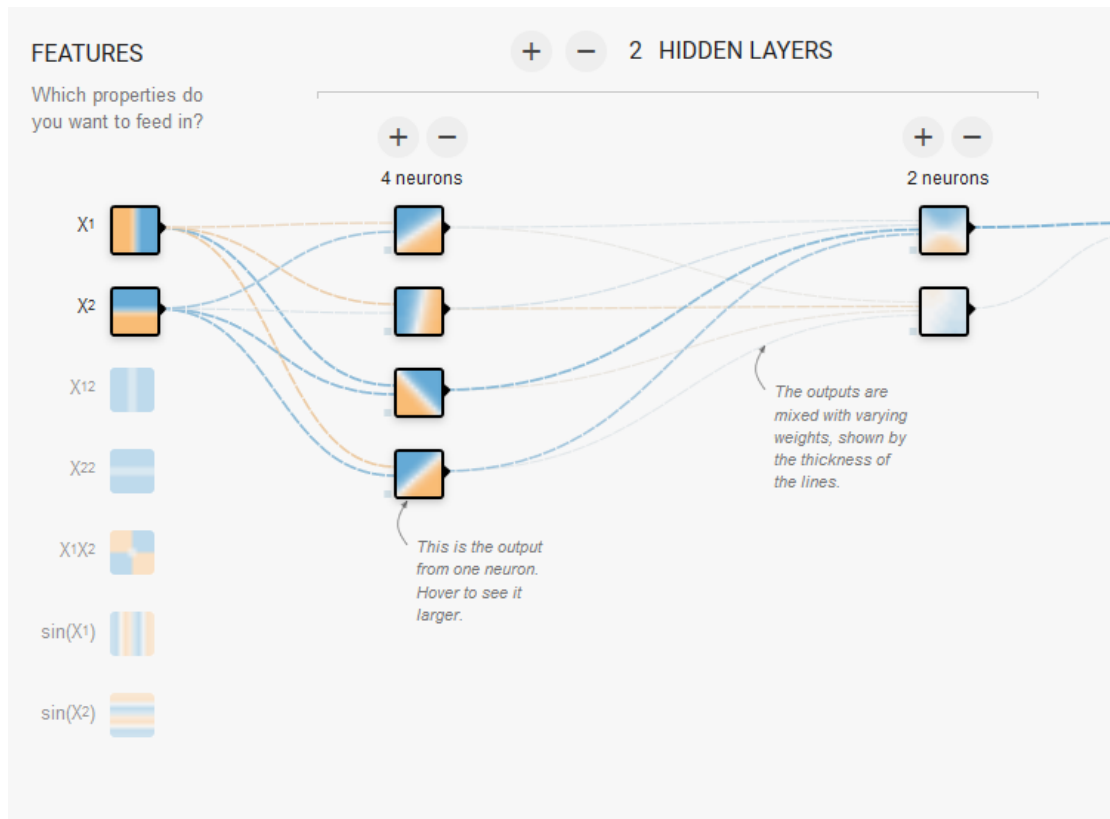 FEATURES
Which properties do
you want to feed in?
+ − 2 HIDDEN LAYERS
+ −
4 neurons
+ −
2 neurons
X1
X2
X12
X22
X1X2
sin(X1)
sin(X2)
The outputs are
mixed with varying
weights, shown by
the thickness of
the lines.
This is the output
from one neuron.
Hover to see it
larger.